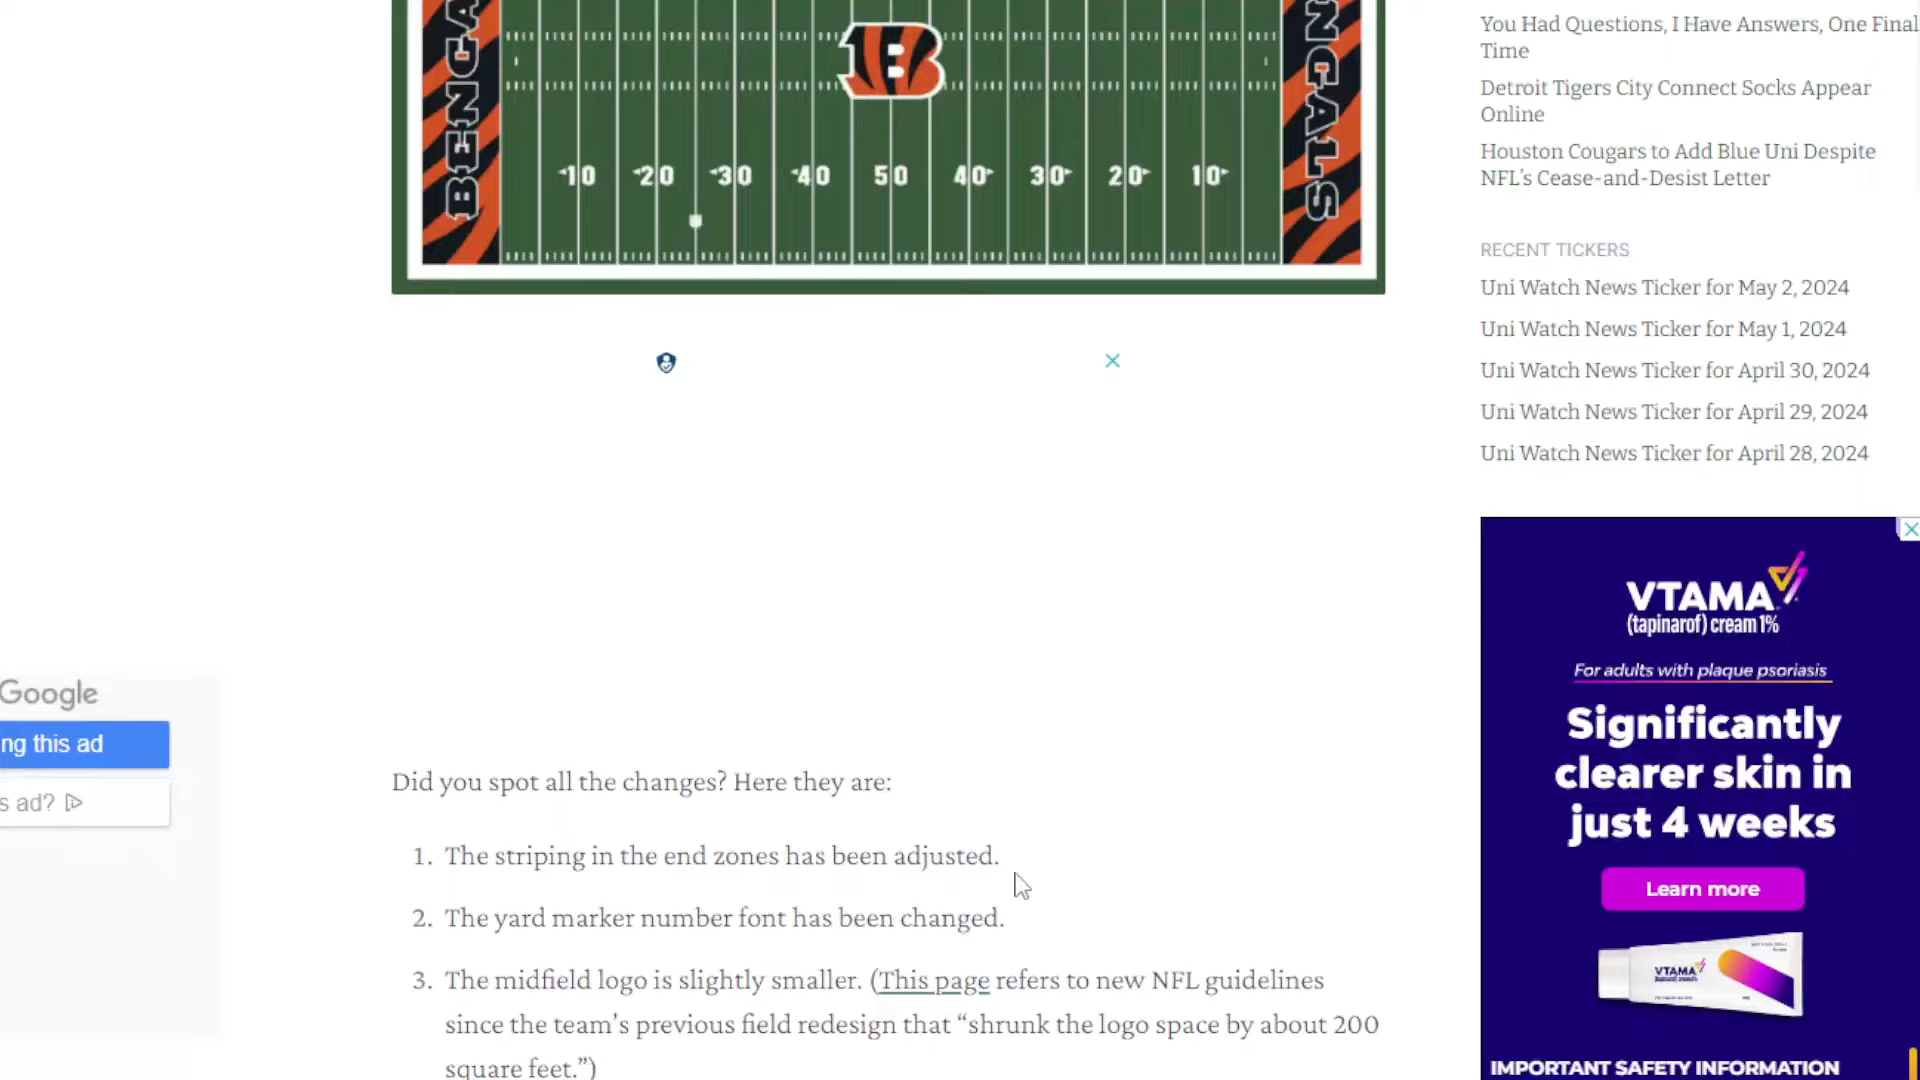 BENGA
NGALS
B
10 20 30 40 50 40 30 20 10
You Had Questions, I Have Answers, One Final
Time
Detroit Tigers City Connect Socks Appear
Online
Houston Cougars to Add Blue Uni Despite
NFL’s Cease-and-Desist Letter
RECENT TICKERS
Uni Watch News Ticker for May 2, 2024
Uni Watch News Ticker for May 1, 2024
Uni Watch News Ticker for April 30, 2024
Uni Watch News Ticker for April 29, 2024
Uni Watch News Ticker for April 28, 2024
Google
ng this ad
s ad?
Did you spot all the changes? Here they are:
1. The striping in the end zones has been adjusted.
2. The yard marker number font has been changed.
3. The midfield logo is slightly smaller. (This page refers to new NFL guidelines
since the team’s previous field redesign that “shrunk the logo space by about 200
square feet.”)
VTAMA
(tapinarof) cream 1%
For adults with plaque psoriasis
Significantly
clearer skin in
just 4 weeks
Learn more
VTAMA
IMPORTANT SAFETY INFORMATION